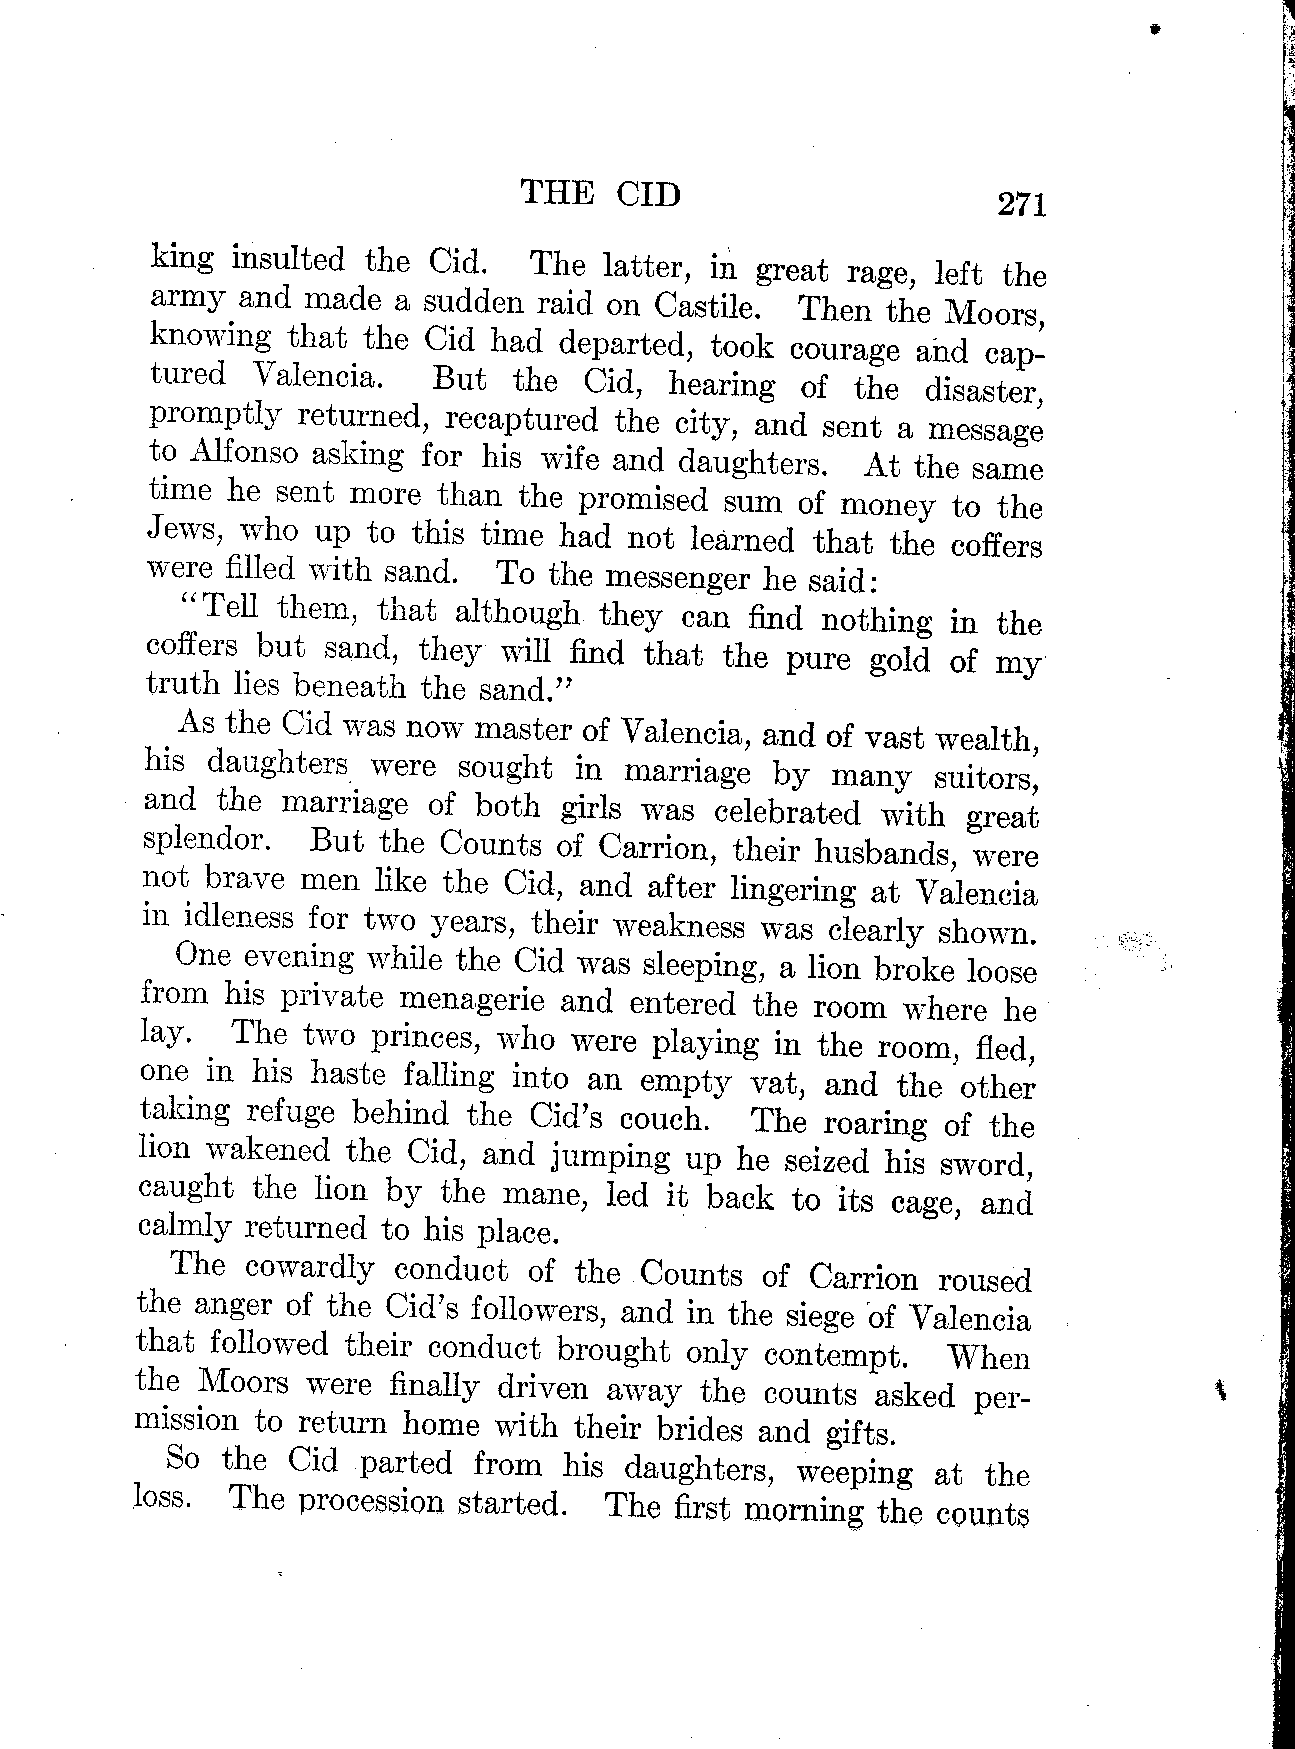 THE CID 271
king insulted the Cid. The latter, in great rage, left the
army and made a sudden raid on Castile. Then the Moors,
knowing that the Cid had departed, took courage and cap-
tured Valencia. But the Cid, hearing of the disaster,
promptly returned, recaptured the city, and sent a message
to Alfonso asking for his wife and daughters. At the same
time he sent more than the promised sum of money to the
Jews, who up to this time had not learned that the coffers
were filled with sand. To the messenger he said:
"Tell them, that although they can find nothing in the
coffers but sand, they will find that the pure gold of my
truth lies beneath the sand."
As the Cid was now master of Valencia, and of vast wealth,
his daughters were sought in marriage by many suitors,
and the marriage of both girls was celebrated with great
splendor. But the Counts of Carrion, their husbands, were
not brave men like the Cid, and after lingering at Valencia
in idleness for two years, their weakness was clearly shown.
One evening while the Cid was sleeping, a lion broke loose
from his private menagerie and entered the room where he
lay. The two princes, who were playing in the room, fled,
one in his haste falling into an empty vat, and the other
taking refuge behind the Cid's couch. The roaring of the
lion wakened the Cid, and jumping up he seized his sword,
caught the lion by the mane, led it back to its cage, and
calmly returned to his place.
The cowardly conduct of the Counts of Carrion roused
the anger of the Cid's followers, and in the siege of Valencia
that followed their conduct brought only contempt. When
the Moors were finally driven away the counts asked per-
mission to return home with their brides and gifts.
So the Cid parted from his daughters, weeping at the
loss. The procession started. The first morning the counts